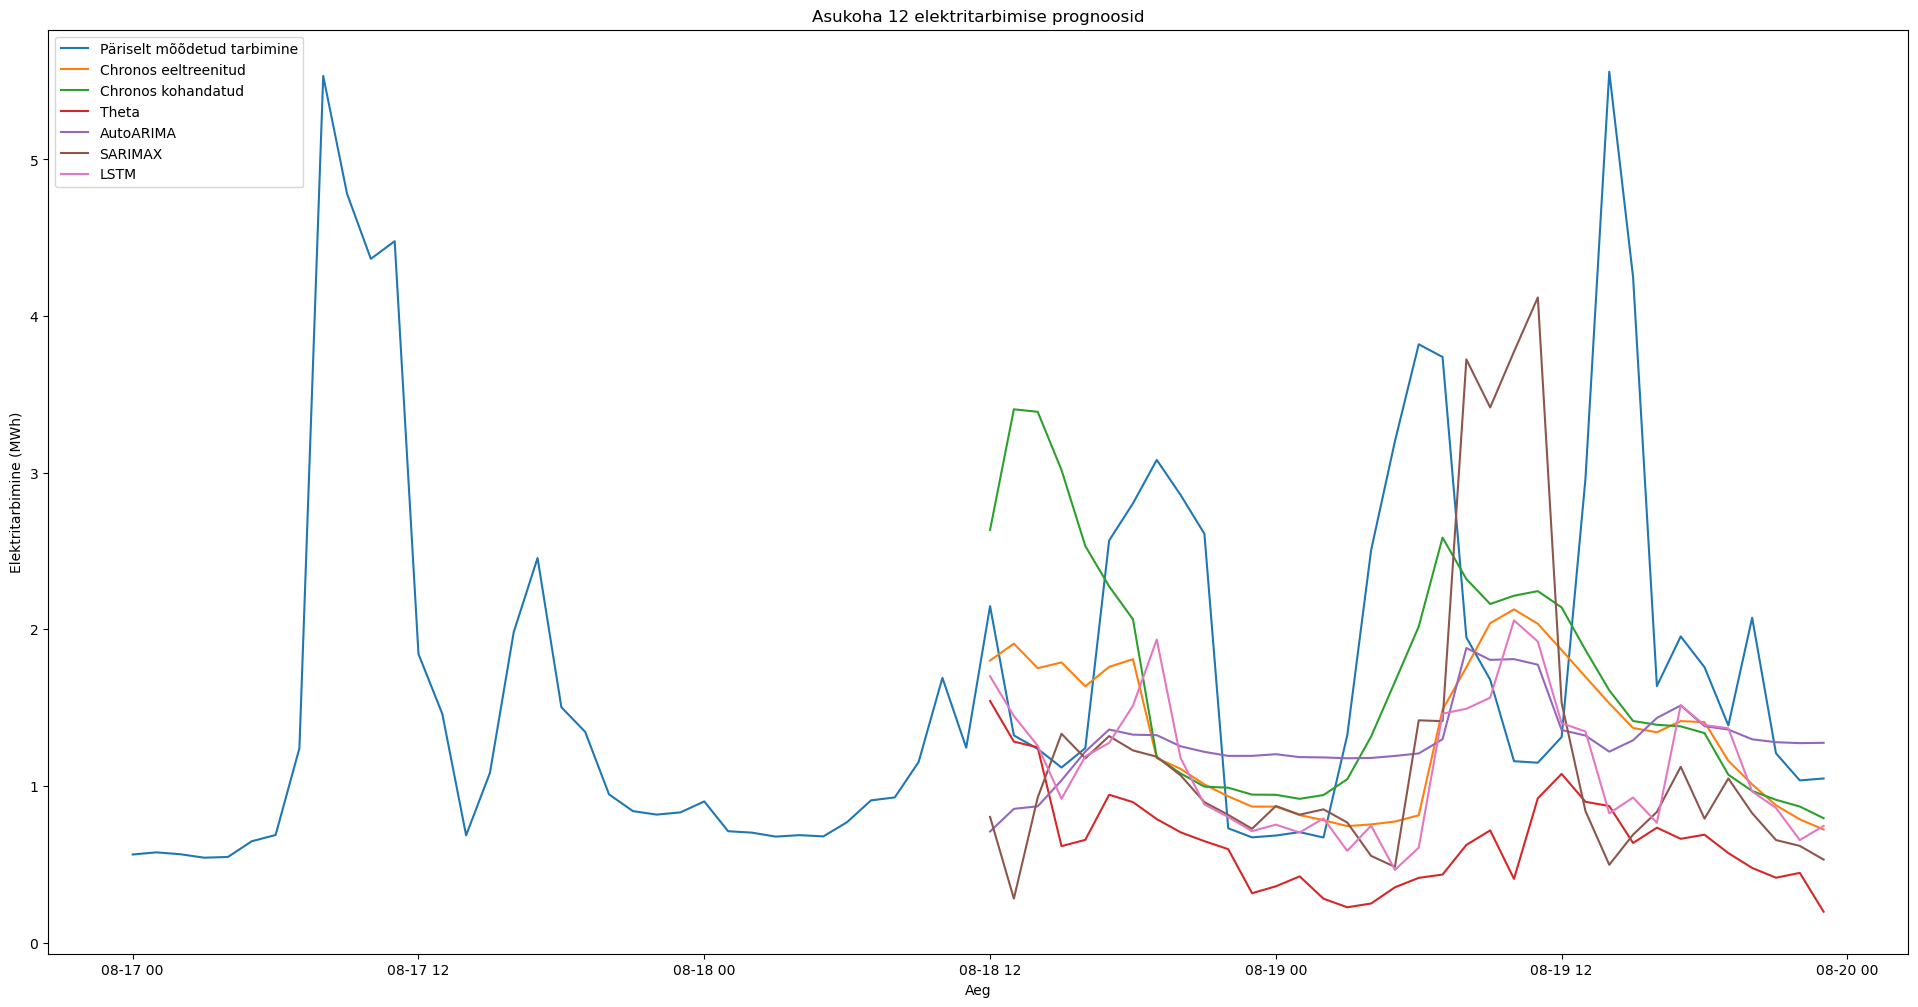 Asukoha 12 elektritarbimise prognoosid
Päriselt mõõdetud tarbimine
Chronos eeltreenitud
Chronos kohandatud
Theta
AutoARIMA
SARIMAX
LSTM
Elektritarbimine (MWh)
5
4
3
2
1
0
08-17 00
08-17 12
08-18 00
08-18 12
08-19 00
08-19 12
08-20 00
Aeg